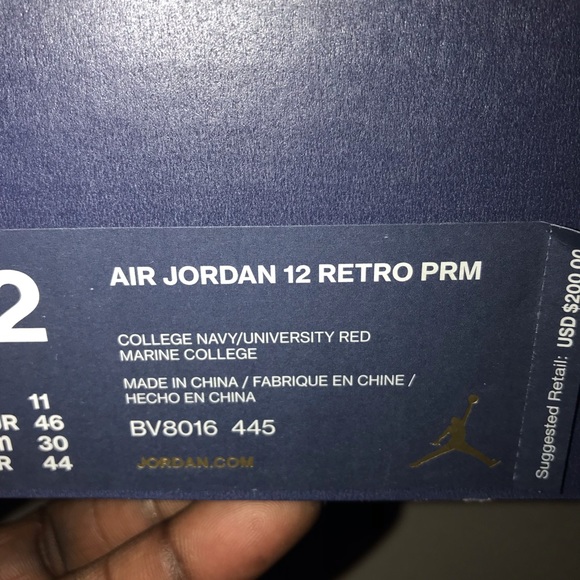 2
AIR JORDAN 12 RETRO PRM
COLLEGE NAVY/UNIVERSITY RED
MARINE COLLEGE
MADE IN CHINA / FABRIQUE EN CHINE /
HECHO EN CHINA
BV8016 445
JORDAN.COM
11
46
30
R 44
Suggested Retail: USD $200.00